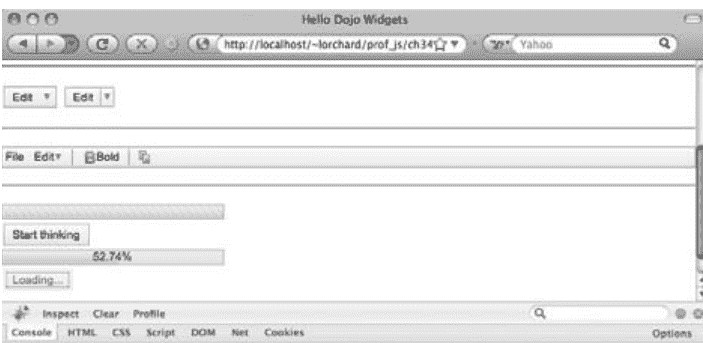 Hello Dojo Widgets
http://localhost/~lorchard/prof_js/ch34
Yahoo
Edit Edit
File Edit Bold
Start thinking
52.74%
Loading...
Inspect Clear Profile
Console HTML CSS Script DOM Net Cookies Options